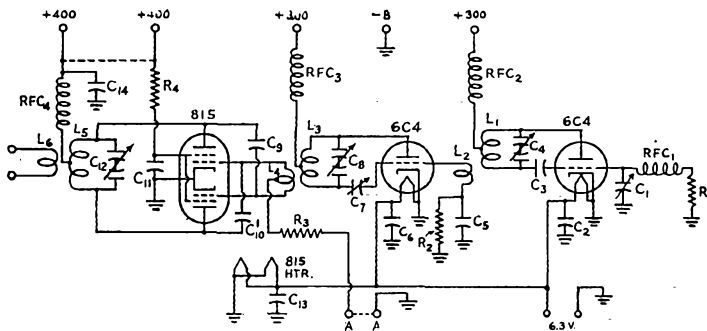 +400
+400
+300
-B
+300
RFC4
C14
R4
815
RFC3
6C4
RFC2
6C4
L6
L5
C12
C11
C9
L4
L3
C8
C7
L2
L1
C4
C3
RFC1
C1
R
C10
R3
C6
R2
C5
C2
815
HTR.
C13
A
A
6.3 V.